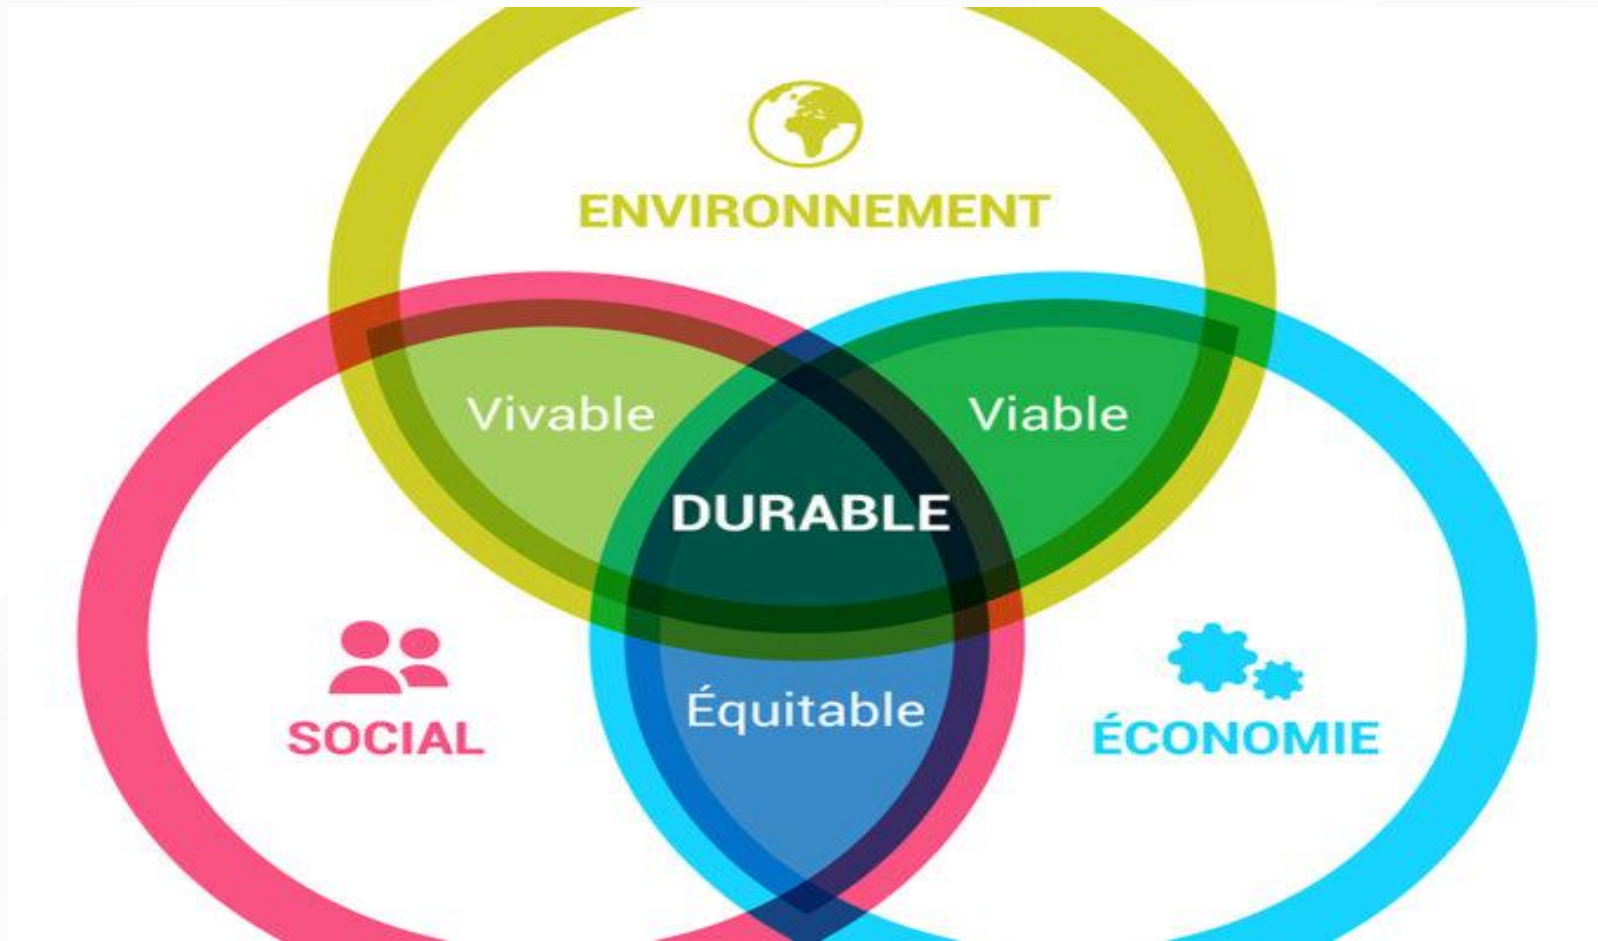 ENVIRONNEMENT
Vivable
Viable
DURABLE
Équitable
SOCIAL
ÉCONOMIE